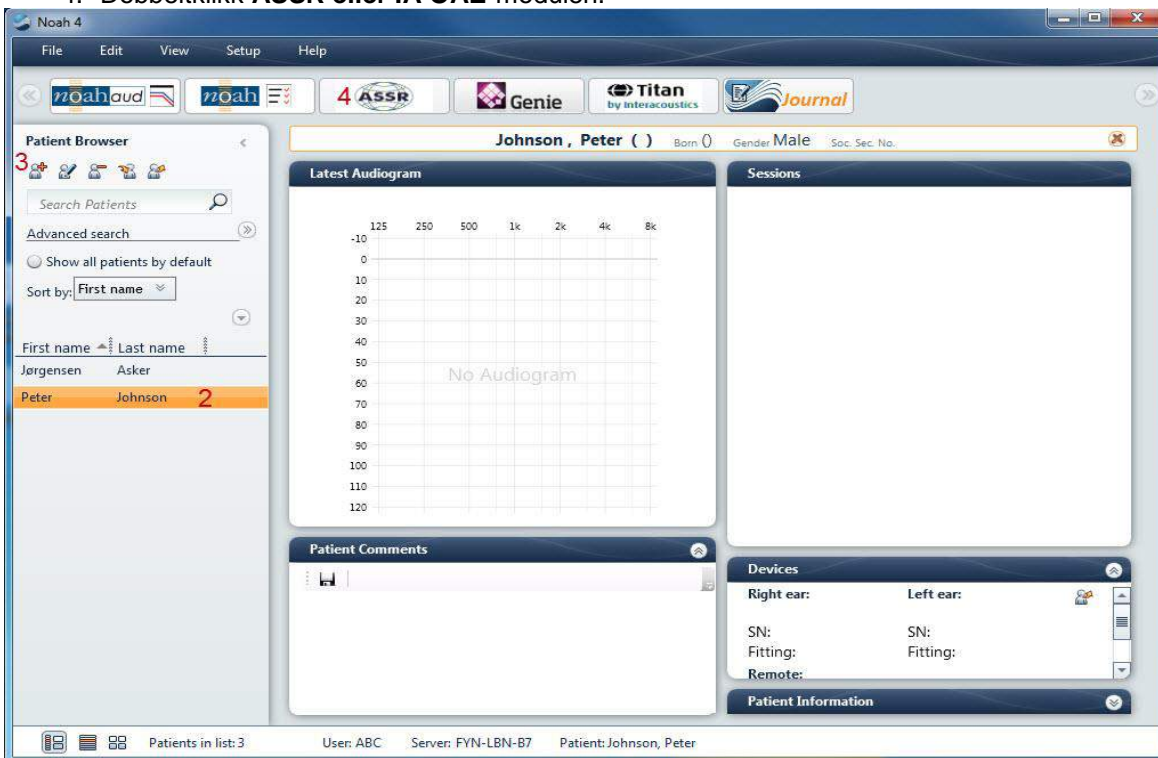 4. Dobbeltklikk ASSR eller IA OAE-modulen.
Noah 4
File Edit View Setup Help
noahaud noah 4 ASSR Genie Titan by Interacoustics Journal
Patient Browser
3
Search Patients
Advanced search
Show all patients by default
Sort by: First name
First name Last name
Jørgensen Asker
Peter Johnson 2
Johnson , Peter ( ) Born () Gender Male Soc. Sec. No.
Latest Audiogram
125 250 500 1k 2k 4k 8k
-10
0
10
20
30
40
50
60
70
80
90
100
110
120
No Audiogram
Patient Comments
Sessions
Devices
Right ear: Left ear:
SN: SN:
Fitting: Fitting:
Remote:
Patient Information
Patients in list: 3 User: ABC Server: FYN-LBN-B7 Patient: Johnson, Peter